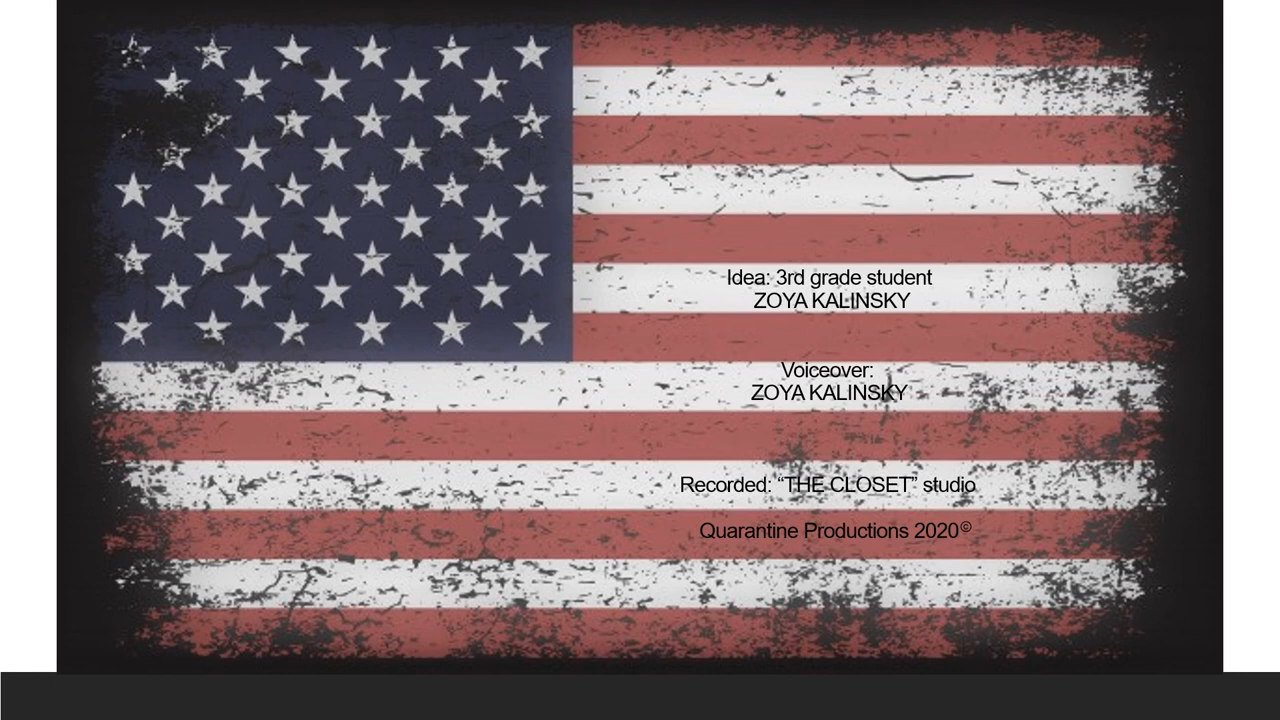 Idea: 3rd grade student
ZOYA KALINSKY
Voiceover:
ZOYA KALINSKY
Recorded: “THE CLOSET” studio
Quarantine Productions 2020©